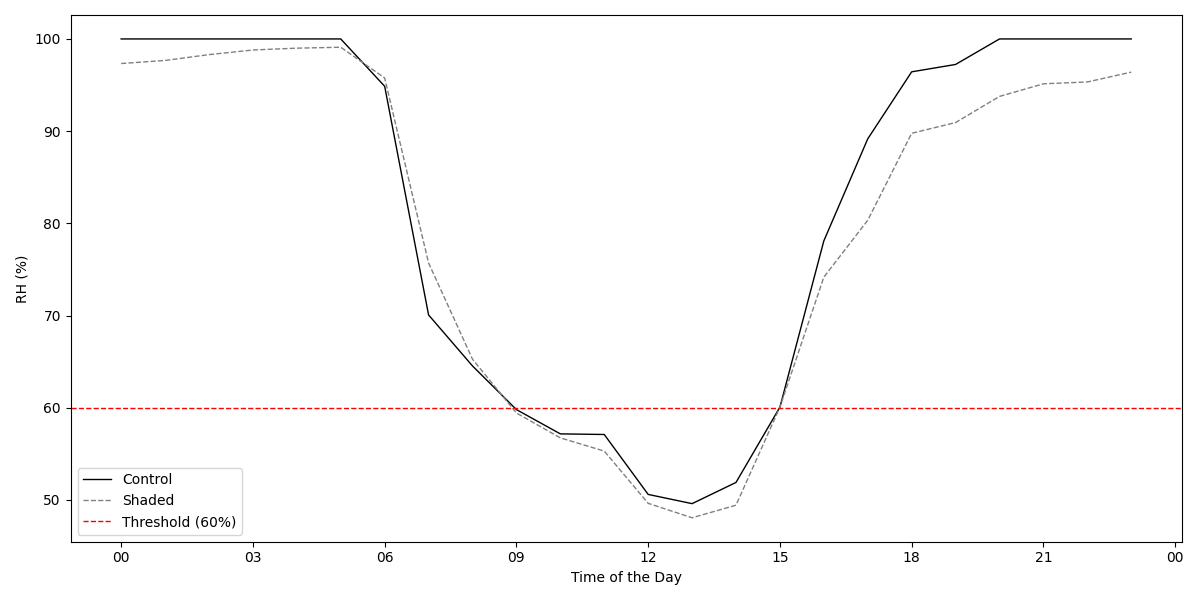 100
90
80
70
60
50
RH (%)
Control
Shaded
Threshold (60%)
00 03 06 09 12 15 18 21 00
Time of the Day